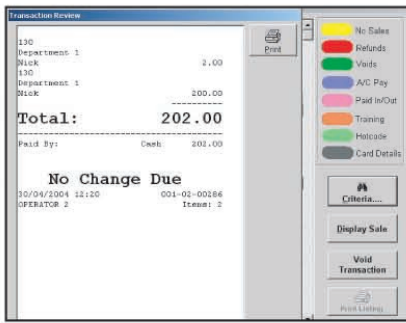 Transaction Review
130
Department 1
Nick 2.00
130
Department 1
Nick 200.00
Total: 202.00
Paid By: Cash 202.00
No Change Due
30/04/2004 12:20 001-02-00286
OPERATOR 2 Items: 2
Print
No Sales
Refunds
Voids
A/C Pay
Paid In/Out
Training
Hotcode
Card Details
Criteria....
Display Sale
Void
Transaction
Print Listing